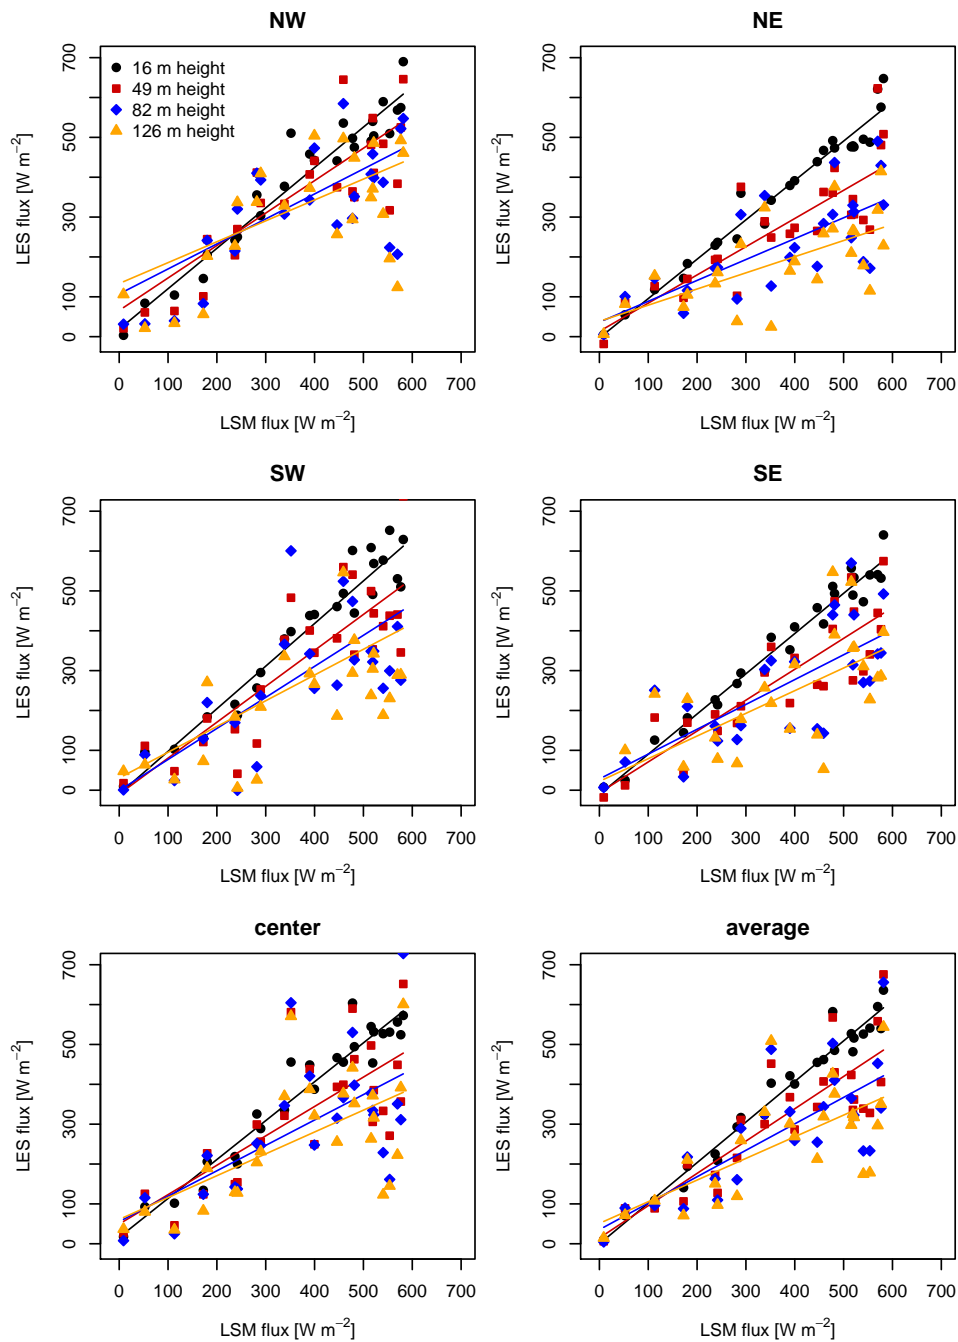 NW
NE
LES flux [W m−2]
700
500
300
100
0
16 m height
49 m height
82 m height
126 m height
0 100 200 300 400 500 600 700
LSM flux [W m−2]
LES flux [W m−2]
700
500
300
100
0
0 100 200 300 400 500 600 700
LSM flux [W m−2]
SW
SE
LES flux [W m−2]
700
500
300
100
0
0 100 200 300 400 500 600 700
LSM flux [W m−2]
LES flux [W m−2]
700
500
300
100
0
0 100 200 300 400 500 600 700
LSM flux [W m−2]
center
average
LES flux [W m−2]
700
500
300
100
0
0 100 200 300 400 500 600 700
LSM flux [W m−2]
LES flux [W m−2]
700
500
300
100
0
0 100 200 300 400 500 600 700
LSM flux [W m−2]